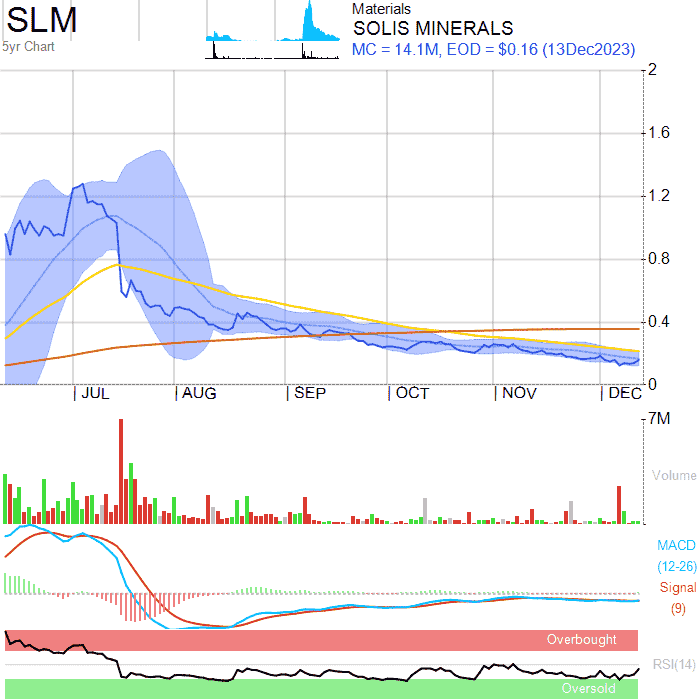 SLM
5yr Chart
Materials
SOLIS MINERALS
MC = 14.1M, EOD = $0.16 (13Dec2023)
2
1.6
1.2
0.8
0.4
0
JUL
AUG
SEP
OCT
NOV
DEC
7M
Volume
MACD
(12-26)
Signal
(9)
Overbought
RSI(14)
Oversold